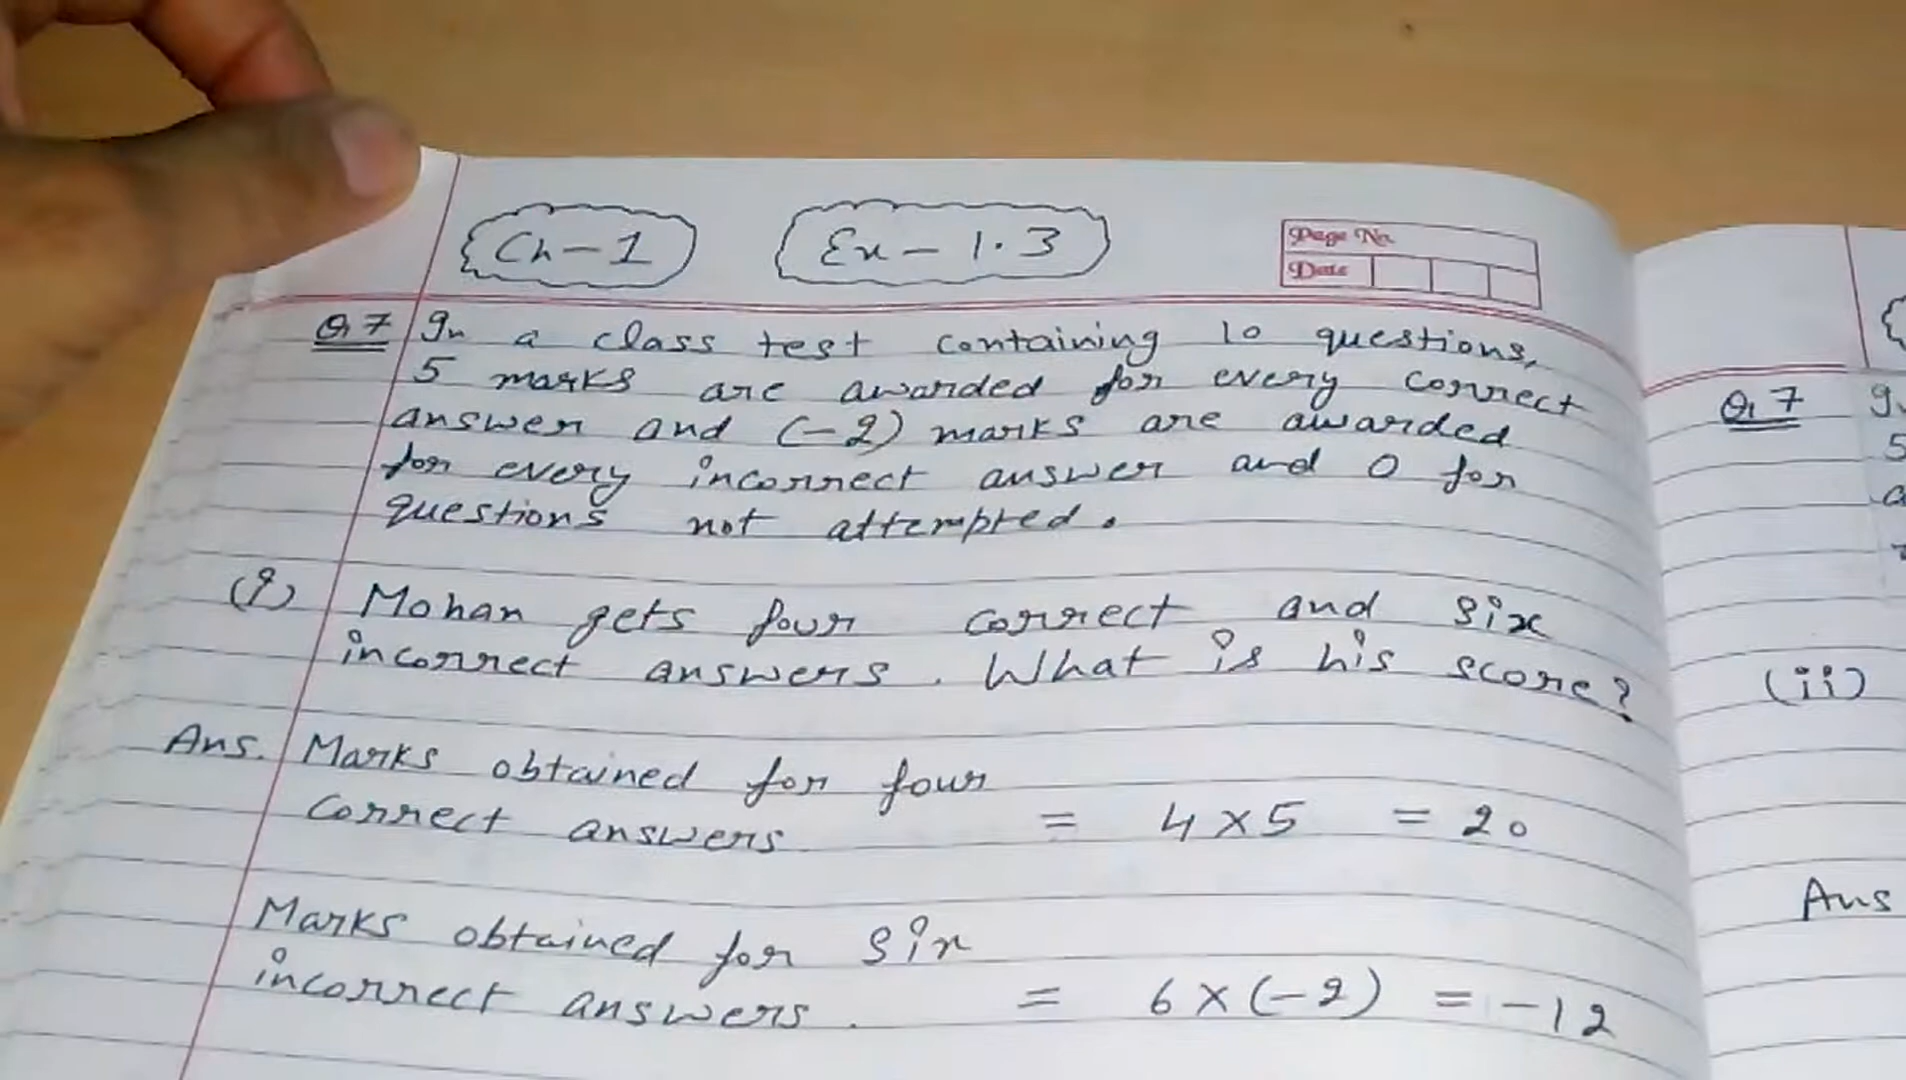 Ch-1
Ex-1.3
Page No.
Date
Q.7 In a class test containing 10 questions,
5 marks are awarded for every correct
answer and (-2) marks are awarded
for every incorrect answer and 0 for
questions not attempted.
(i) Mohan gets four correct and six
incorrect answers. What is his score?
Ans. Marks obtained for four
correct answers = 4×5 = 20
Marks obtained for six
incorrect answers. = 6×(-2) = -12
Q.7
5
(ii)
Ans